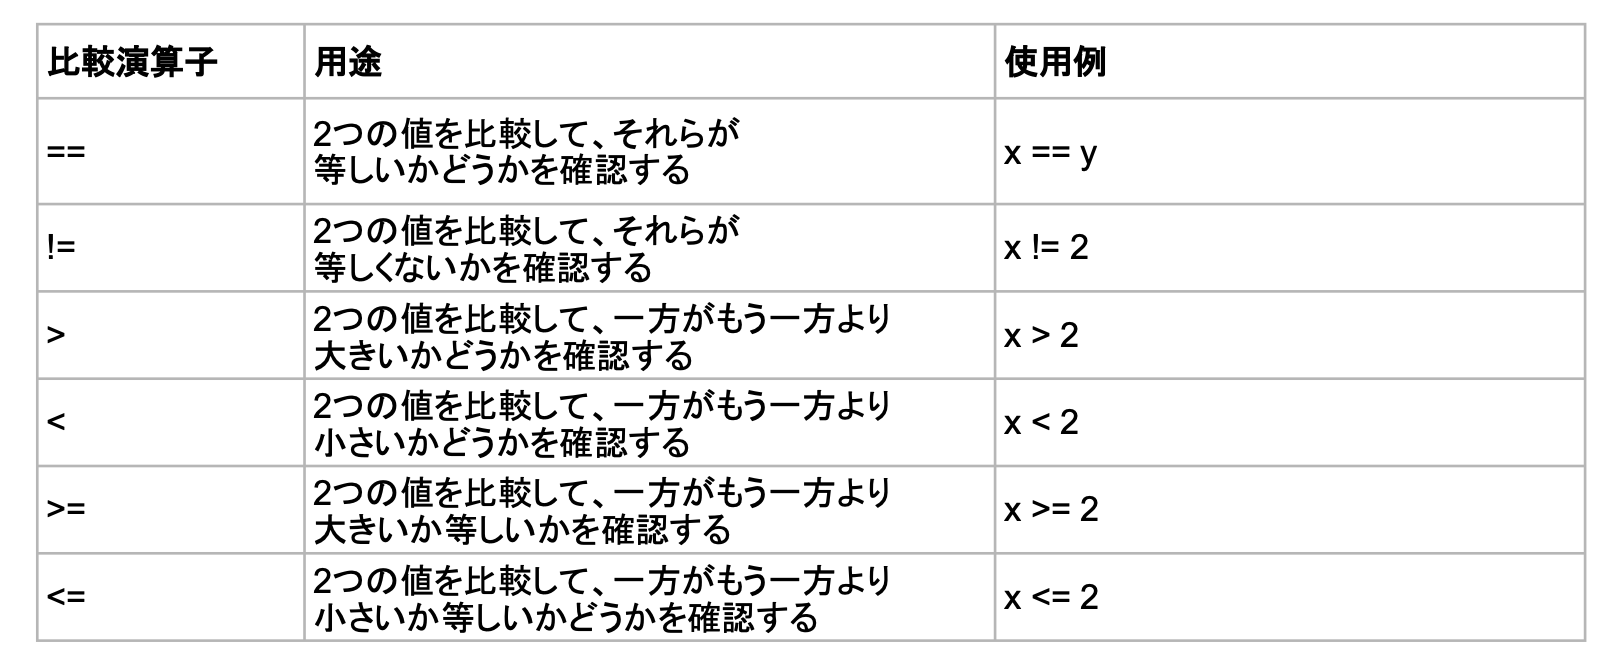 比較演算子
用途
使用例
==
2つの値を比較して、それらが
等しいかどうかを確認する
x == y
!=
2つの値を比較して、それらが
等しくないかを確認する
x != 2
>
2つの値を比較して、一方がもう一方より
大きいかどうかを確認する
x > 2
<
2つの値を比較して、一方がもう一方より
小さいかどうかを確認する
x < 2
>=
2つの値を比較して、一方がもう一方より
大きいか等しいかを確認する
x >= 2
<=
2つの値を比較して、一方がもう一方より
小さいか等しいかどうかを確認する
x <= 2